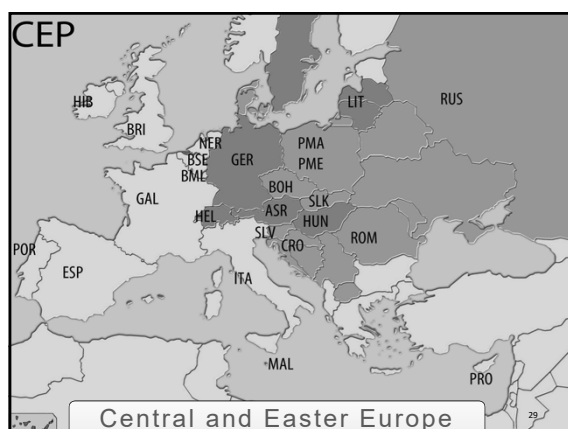 CEP
HIB
BRI
NER
BSE
BML
GER
LIT
RUS
PMA
PME
BOH
SLK
GAL
HEL
ASR
HUN
SLV
CRO
ROM
POR
ESP
ITA
MAL
PRO
Central and Easter Europe
29